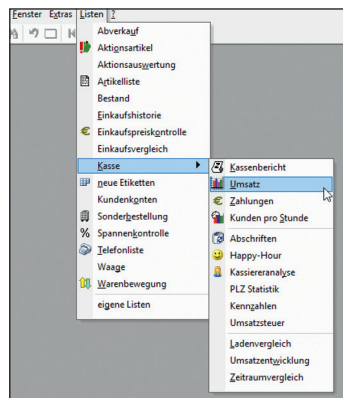 Fenster Extras Listen ?
Abverkauf
Aktionsartikel
Aktionsauswertung
Artikelliste
Bestand
Einkaufshistorie
Einkaufspreiskontrolle
Einkaufsvergleich
Kasse
neue Etiketten
Kundenkonten
Sonderbestellung
Spannenkontrolle
Telefonliste
Waage
Warenbewegung
eigene Listen
Kassenbericht
Umsatz
Zahlungen
Kunden pro Stunde
Abschriften
Happy-Hour
Kassiereranalyse
PLZ Statistik
Kennzahlen
Umsatzsteuer
Ladenvergleich
Umsatzentwicklung
Zeitraumvergleich